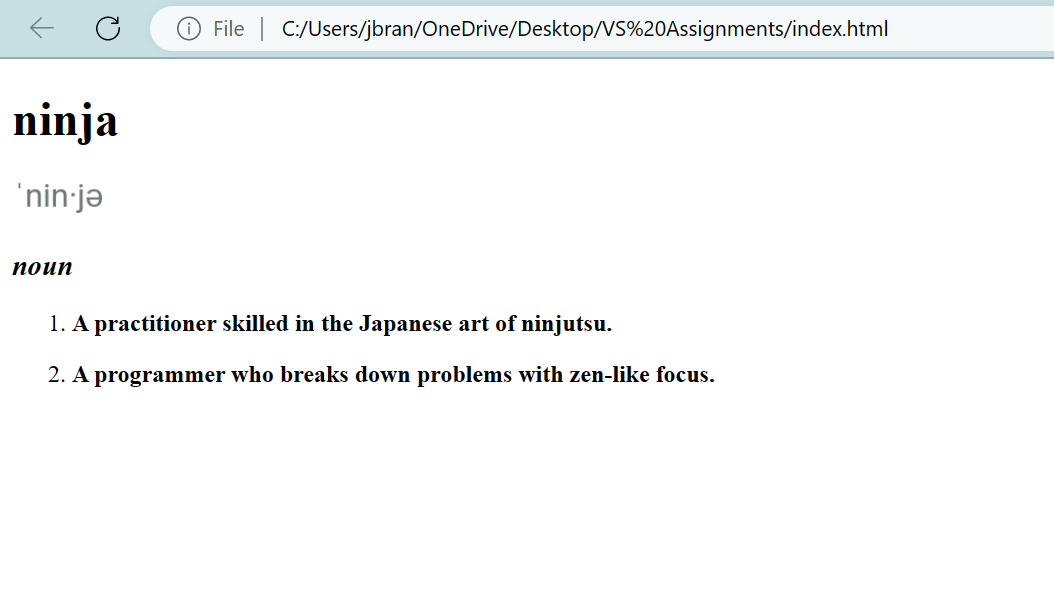 File | C:/Users/jbran/OneDrive/Desktop/VS%20Assignments/index.html
ninja
ˈnin·jə
noun
1. A practitioner skilled in the Japanese art of ninjutsu.
2. A programmer who breaks down problems with zen-like focus.